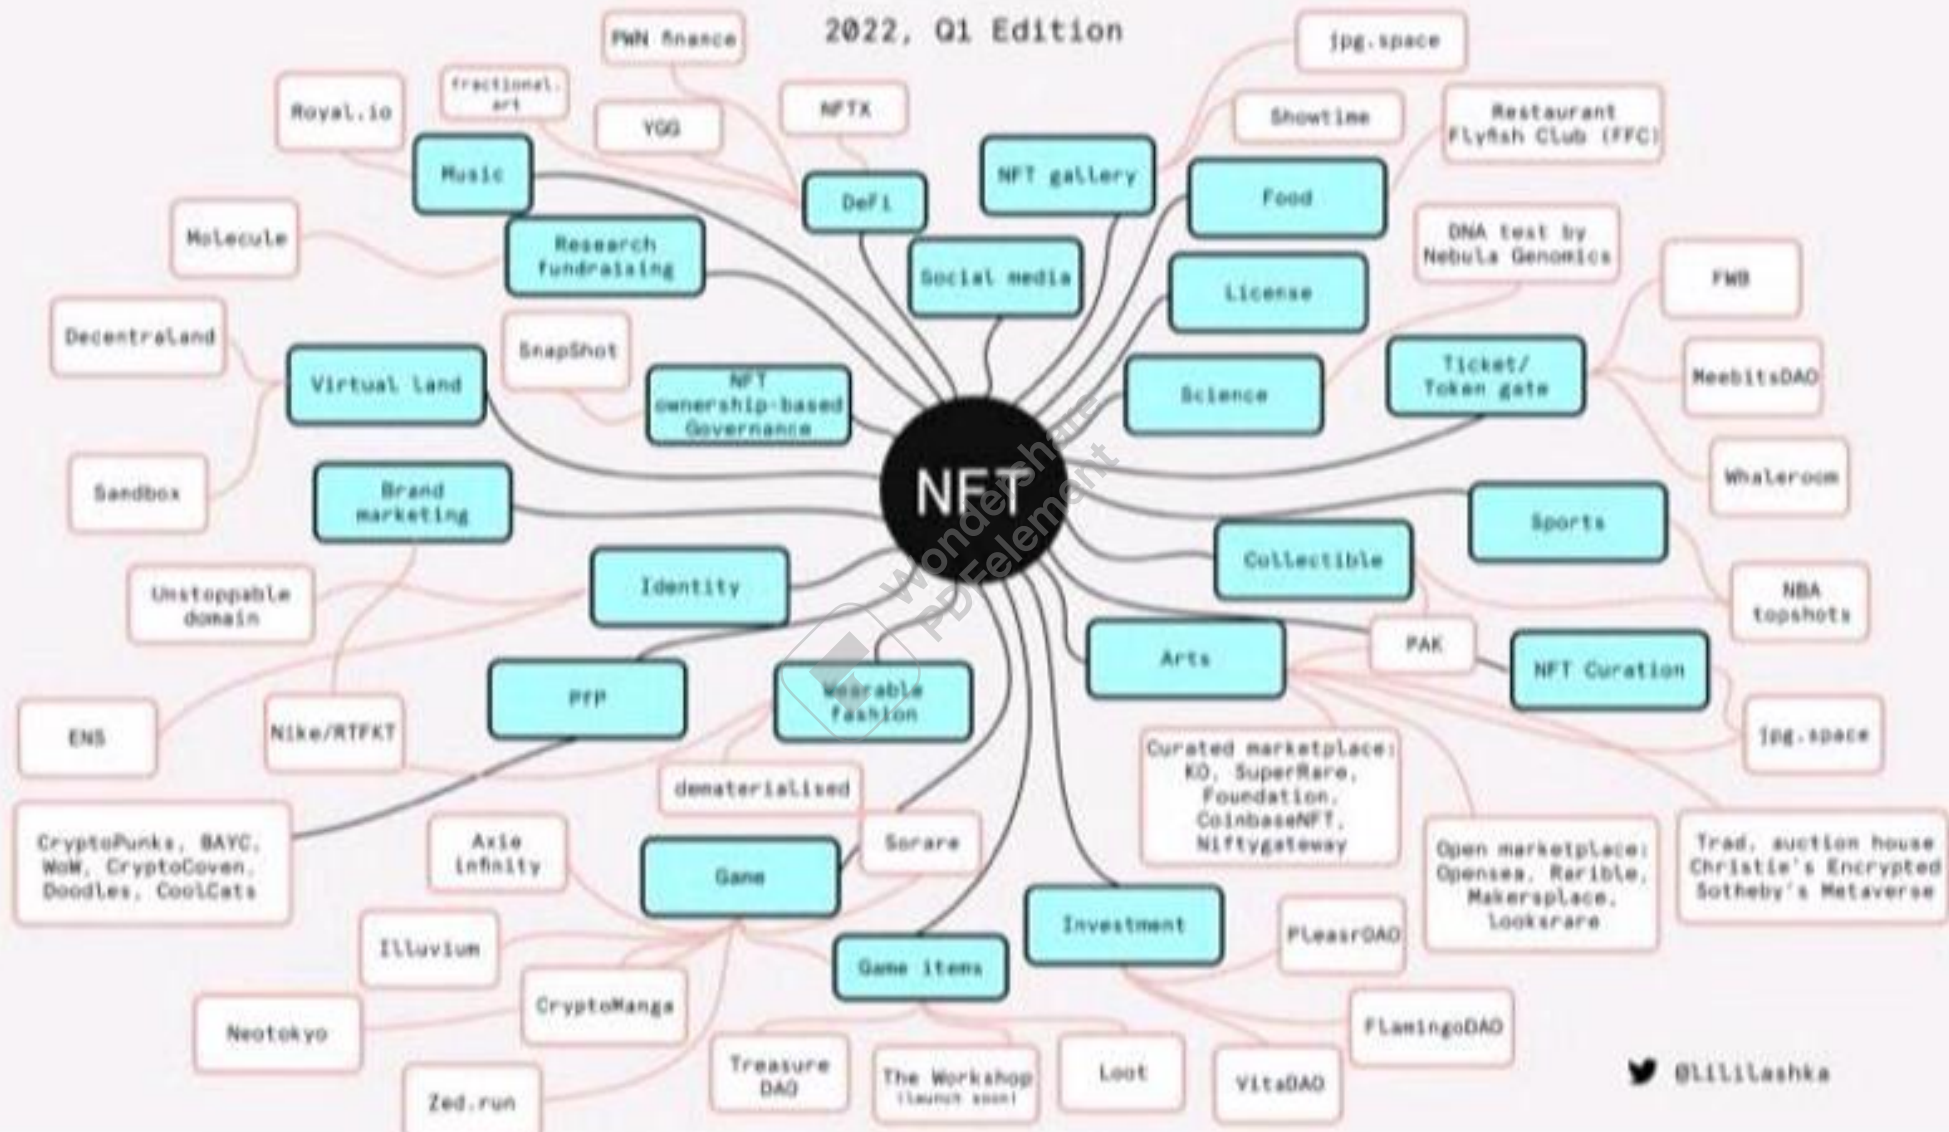 2022, Q1 Edition
PWN finance
jpg.space
fractional.
art
Royal.io
YGG
NFTX
Showtime
Restaurant
Flyfish Club (FFC)
Music
DeFi
NFT gallery
Food
Molecule
Research
fundraising
Social media
License
DNA test by
Nebula Genomics
FWB
Decentraland
SnapShot
Virtual land
NFT
ownership-based
Governance
Science
Ticket/
Token gate
MeebitsDAO
Sandbox
Brand
marketing
NFT
Whaleroom
Sports
Collectible
Unstoppable
domain
Identity
NBA
topshots
Arts
PAK
NFT Curation
ENS
Nike/RTFKT
PfP
Wearable
fashion
jpg.space
dematerialised
Curated marketplace:
KO, SuperRare,
Foundation,
CoinbaseNFT,
Niftygateway
CryptoPunks, BAYC,
WoW, CryptoCoven,
Doodles, CoolCats
Axie
infinity
Game
Sorare
Open marketplace:
Opensea, Rarible,
Makersplace,
looksrare
Trad, auction house
Christie's Encrypted
Sotheby's Metaverse
Illuvium
Investment
PleasrDAO
Game items
CryptoManga
Neotokyo
FlamingoDAO
Treasure
DAO
The Workshop
(launch soon)
Loot
VitaDAO
Zed.run
@lililashka
Wondershare
PDFelement